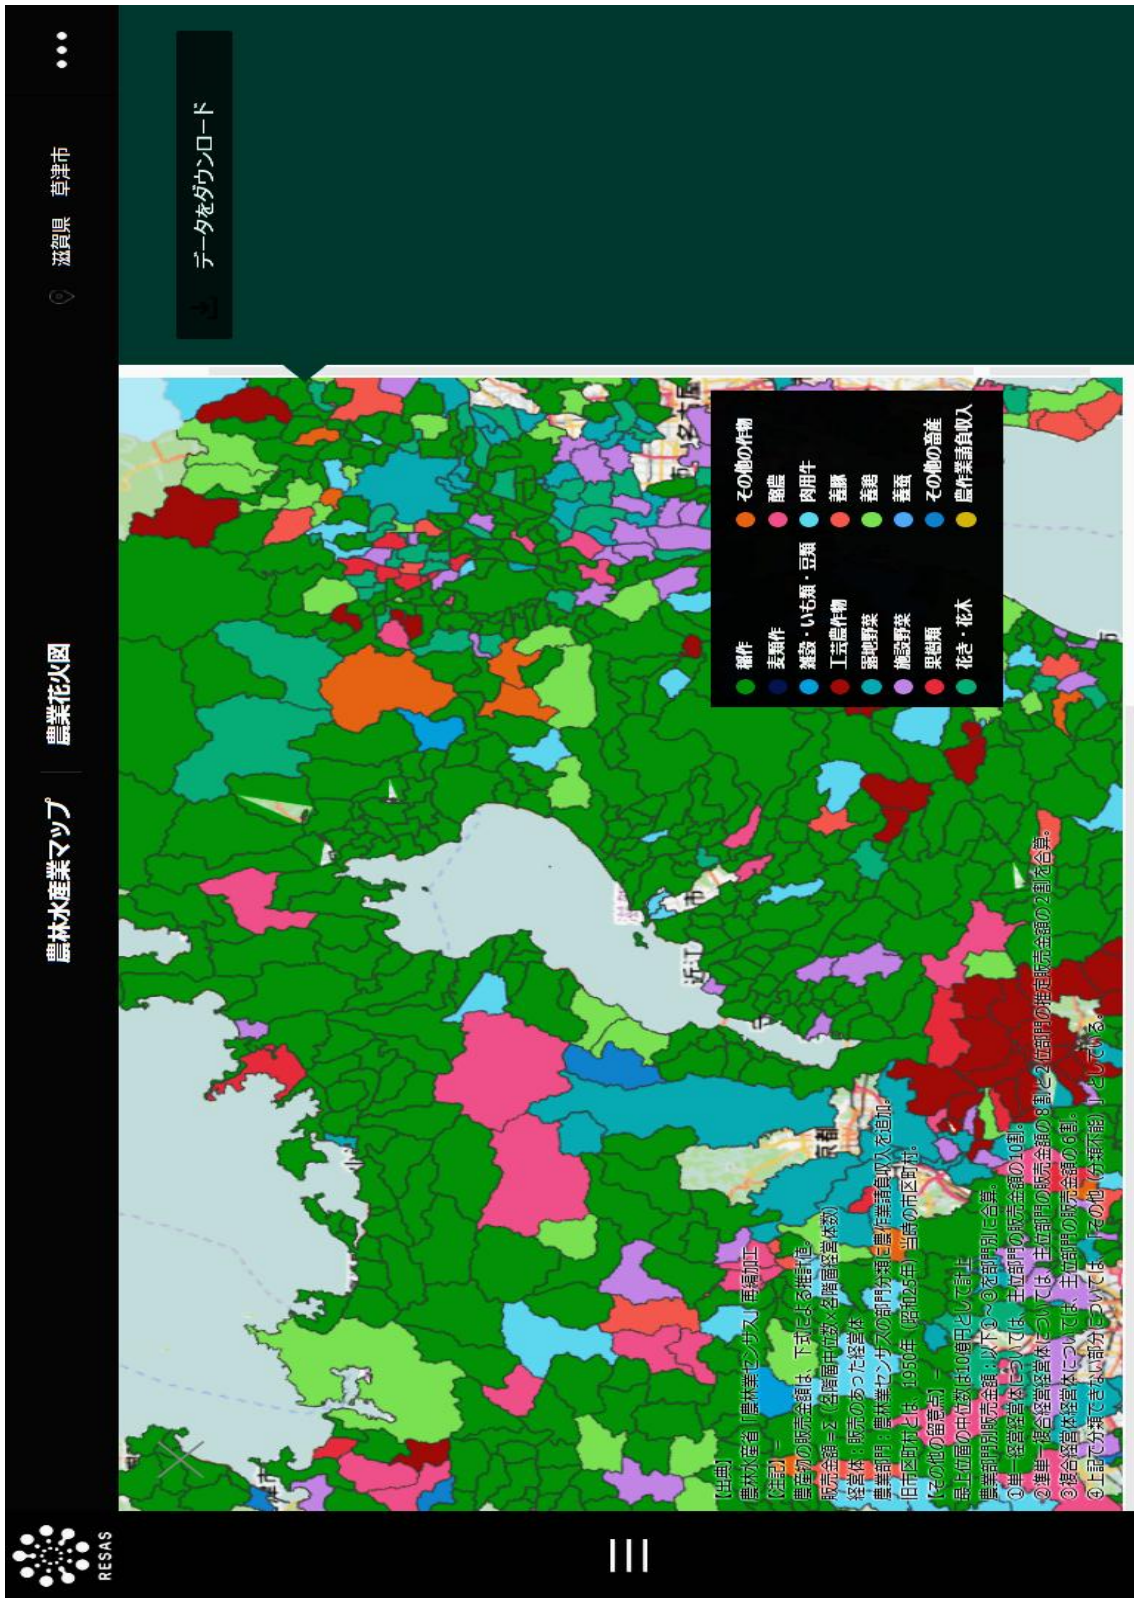 RESAS
農林水産業マップ
農業花火図
滋賀県 草津市
データをダウンロード
稲作
麦類作
雑穀・いも類・豆類
工芸農作物
露地野菜
施設野菜
果樹類
花き・花木
その他の作物
酪農
肉用牛
養豚
養鶏
養蚕
その他の畜産
農作業請負収入
近江
京都
【出典】
農林水産省「農林業センサス」再編加工
【注記】
農産物の販売金額は、下式による推計値。
販売金額=Σ(各階層中位数×各階層経営体数)
経営体:販売のあった経営体
農業部門:農林業センサスの部門分類に農作業請負収入を追加。
旧市区町村とは、1950年(昭和25年)当時の市区町村。
【その他の留意点】
最上位層の中位数は10億円として計上
農業部門別販売金額:以下①~③を部門別に合算。
①単一経営経営体については、主位部門の販売金額の10割。
②準単一複合経営経営体については、主位部門の販売金額の8割と2位部門の推定販売金額の2割を合算。
③複合経営体経営体については、主位部門の販売金額の6割。
④上記で分類できない部分については、「その他(分類不能)」としている。